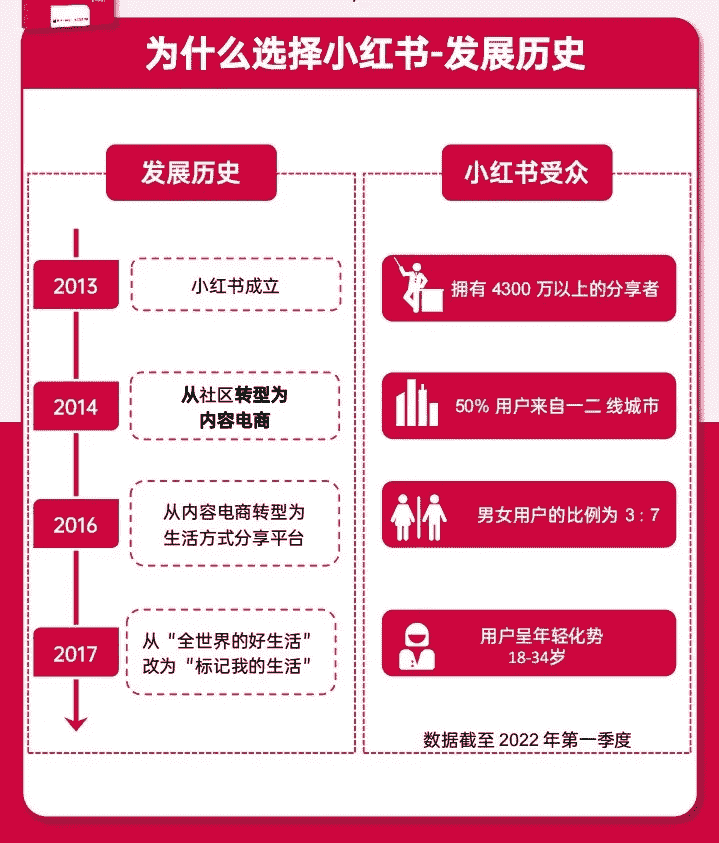 为什么选择小红书-发展历史
发展历史
2013
小红书成立
2014
从社区转型为
内容电商
2016
从内容电商转型为
生活方式分享平台
2017
从“全世界的好生活”
改为“标记我的生活”
小红书受众
拥有 4300 万以上的分享者
50% 用户来自一二 线城市
男女用户的比例为 3 : 7
用户呈年轻化势
18-34岁
数据截至 2022 年第一季度